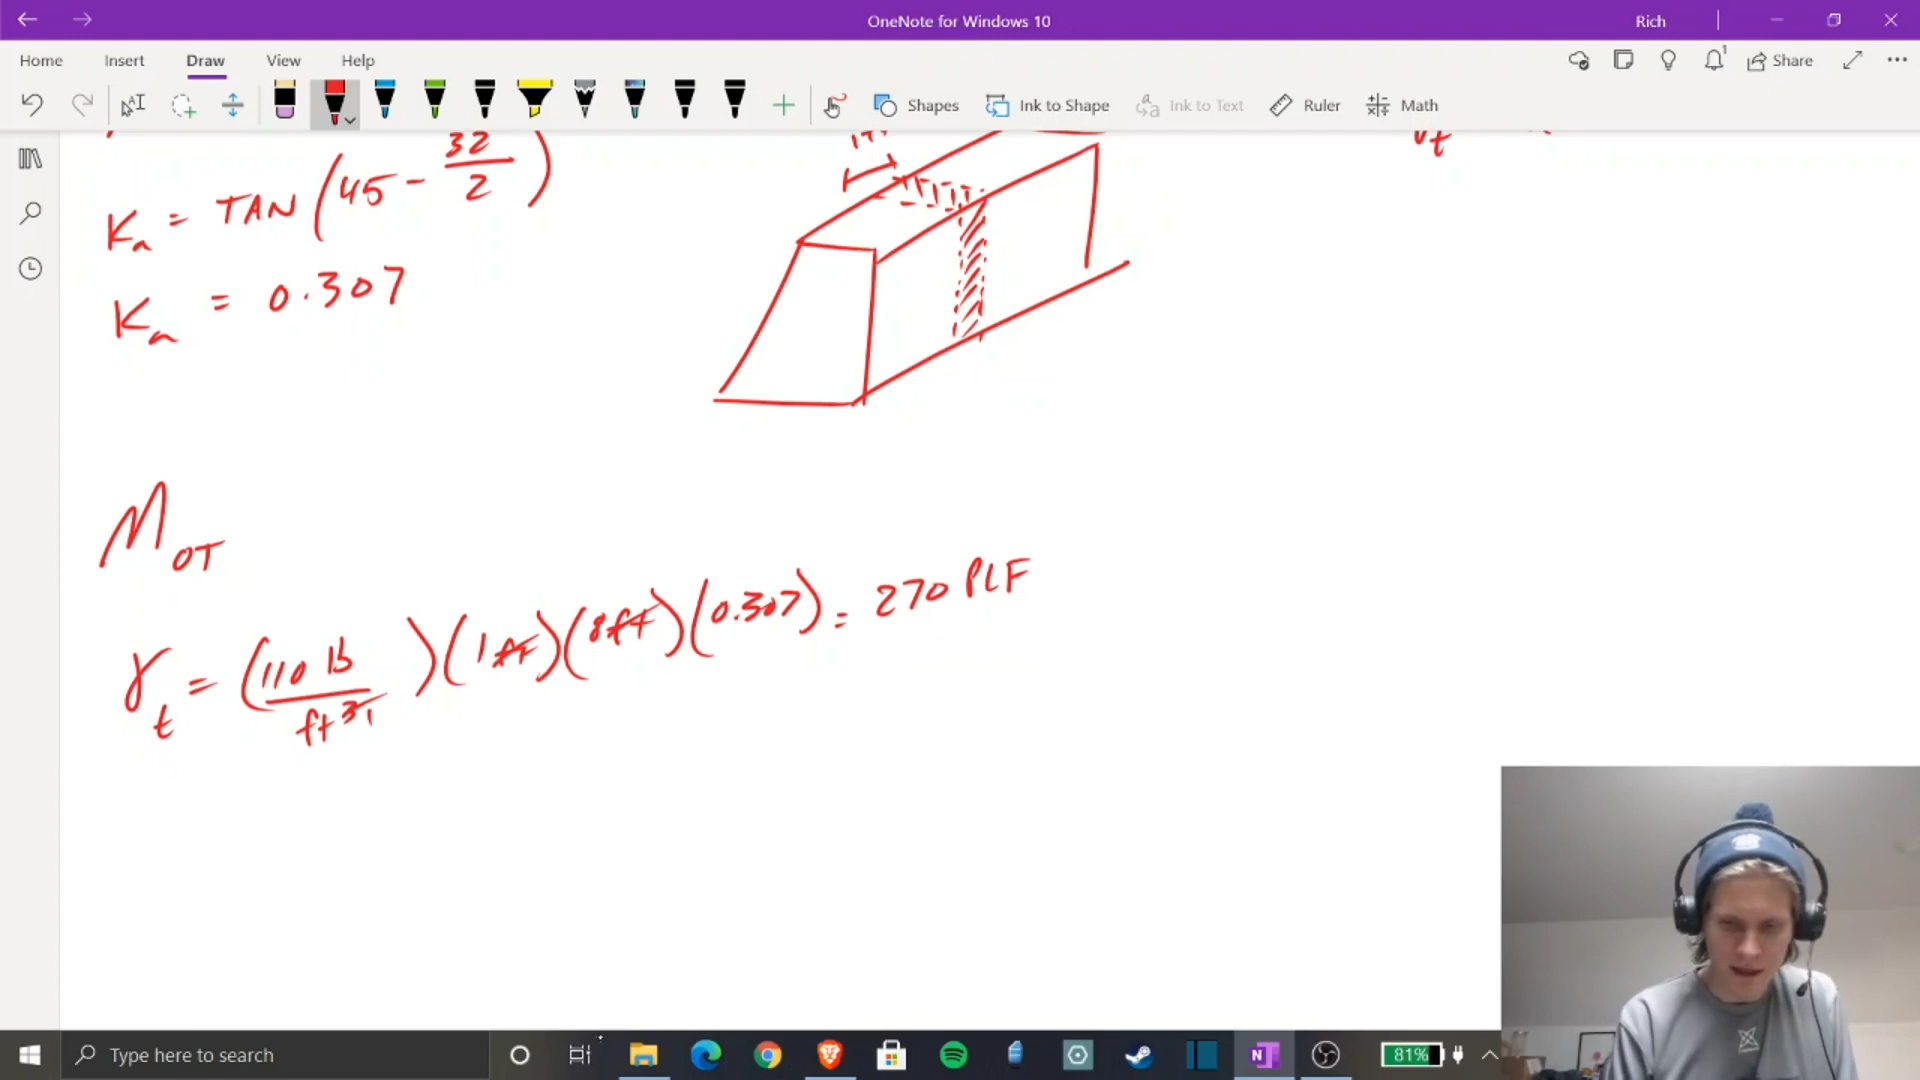 OneNote for Windows 10
Rich
Home Insert Draw View Help
1
Share
Shapes Ink to Shape Ink to Text Ruler Math
γt
Ka = TAN (45 - 32/2)
Ka = 0.307
MOT
γt = (110 lb/ft³)(1ft)(8ft)(0.307) = 270 PLF
Type here to search
81%